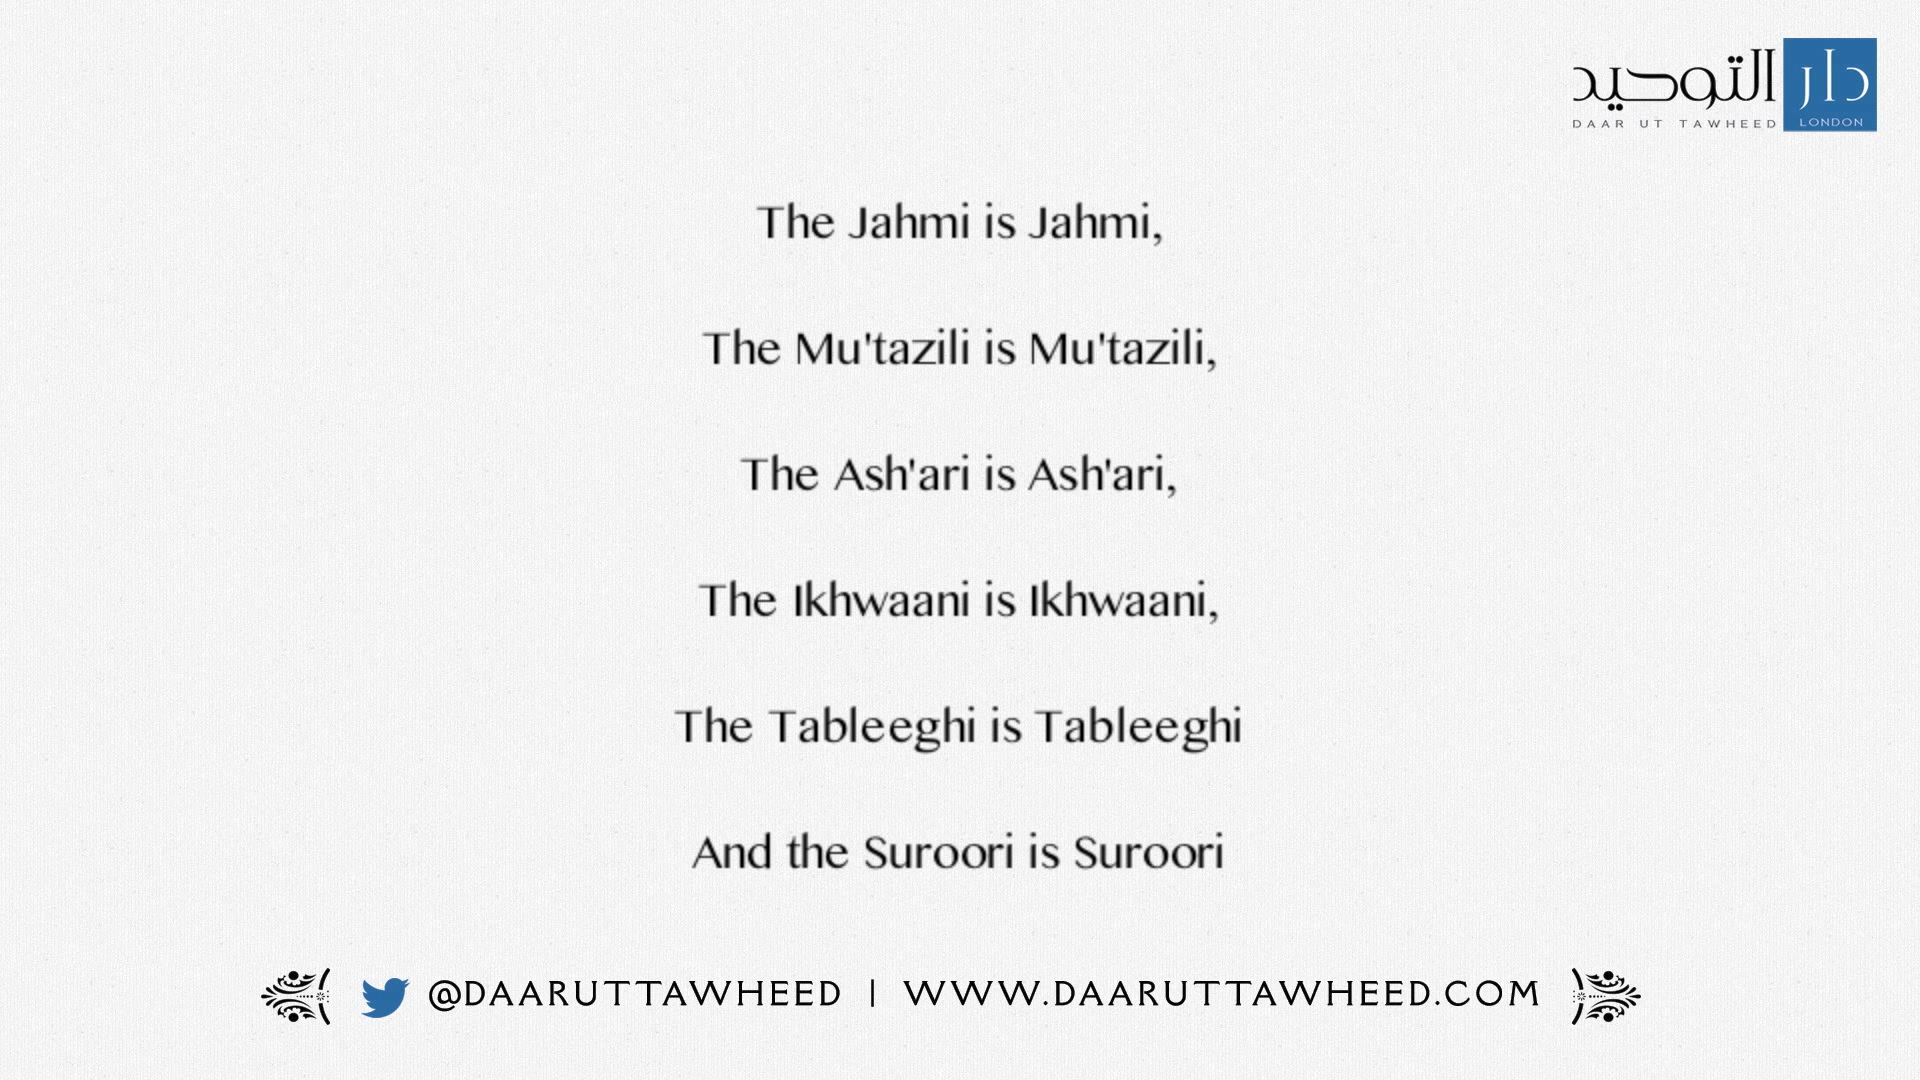 دار التوحيد
DAAR UT TAWHEED LONDON
The Jahmi is Jahmi,
The Mu'tazili is Mu'tazili,
The Ash'ari is Ash'ari,
The Ikhwaani is Ikhwaani,
The Tableeghi is Tableeghi
And the Suroori is Suroori
@DAARUTTAWHEED | WWW.DAARUTTAWHEED.COM